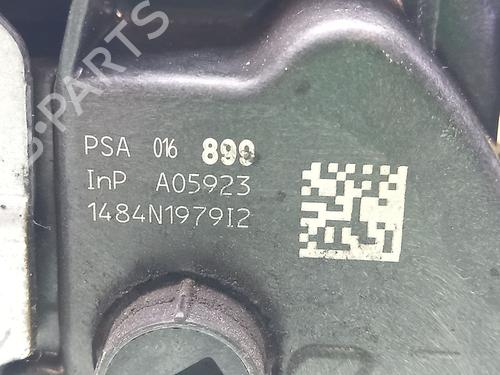 PSA 016 899
InP A05923
1484N1979I2
B-PARTS